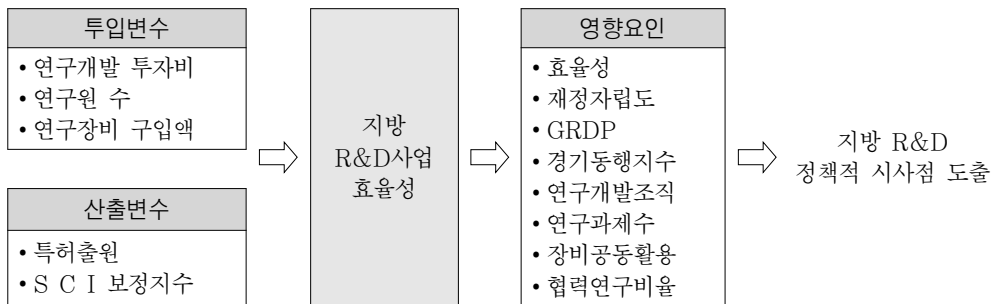 투입변수
• 연구개발 투자비
• 연구원 수
• 연구장비 구입액
산출변수
• 특허출원
• S C I 보정지수
지방
R&D사업
효율성
영향요인
• 효율성
• 재정자립도
• GRDP
• 경기동행지수
• 연구개발조직
• 연구과제수
• 장비공동활용
• 협력연구비율
지방 R&D
정책적 시사점 도출